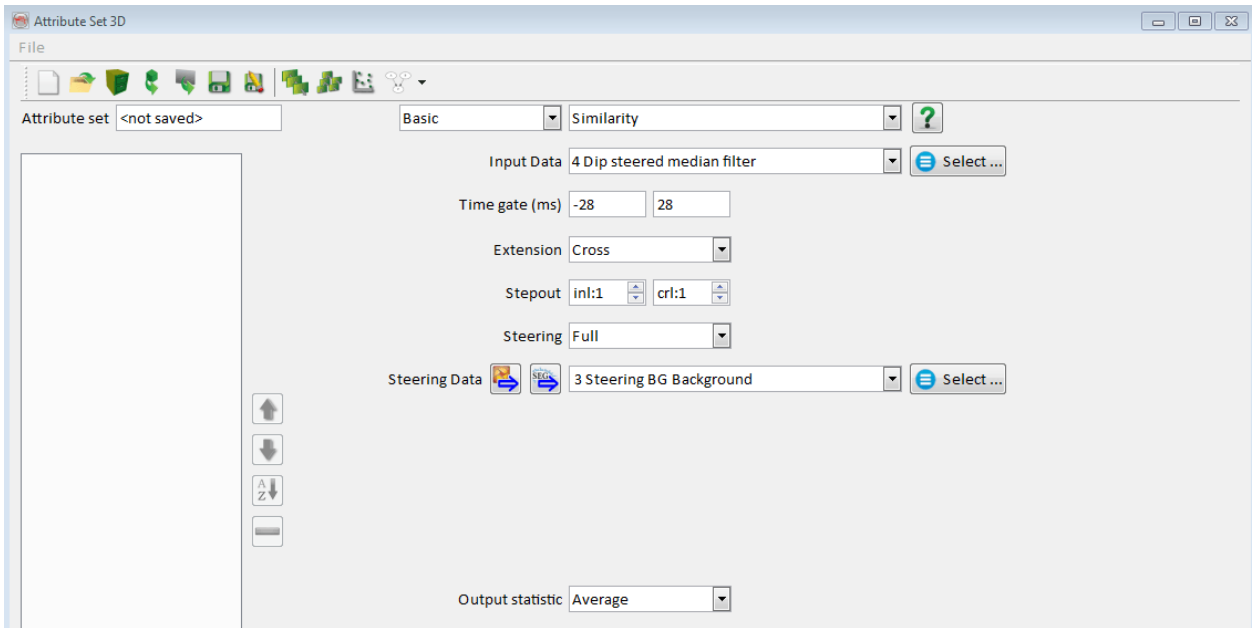 Attribute Set 3D
File
Attribute set <not saved> Basic Similarity ?
Input Data 4 Dip steered median filter Select ...
Time gate (ms) -28 28
Extension Cross
Stepout inl:1 crl:1
Steering Full
Steering Data SEG 3 Steering BG Background Select ...
A
Z
Output statistic Average